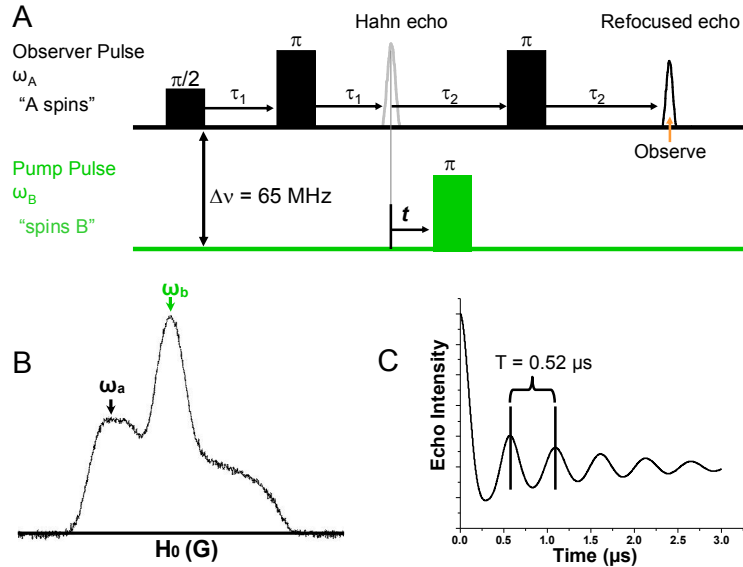 A
Observer Pulse
ωA
"A spins"
π/2
π
Hahn echo
π
Refocused echo
τ1
τ1
τ2
τ2
Observe
Pump Pulse
ωB
"spins B"
Δν = 65 MHz
π
t
B
ωa
ωb
H0 (G)
C
T = 0.52 µs
Echo Intensity
0.0 0.5 1.0 1.5 2.0 2.5 3.0
Time (µs)